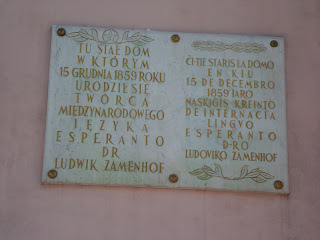 TU STAŁ DOM
W KTÓRYM
15 GRUDNIA 1859 ROKU
URODZIŁ SIĘ
TWÓRCA
MIĘDZYNARODOWEGO
JĘZYKA
ESPERANTO
DR
LUDWIK ZAMENHOF
ĈI-TIE STARIS LA DOMO
EN KIU
15 DE DECEMBRO
1859 JARO
NASKIĜIS KREINTO
DE INTERNACIA
LINGVO
ESPERANTO
D-RO
LUDOVIKO ZAMENHOF